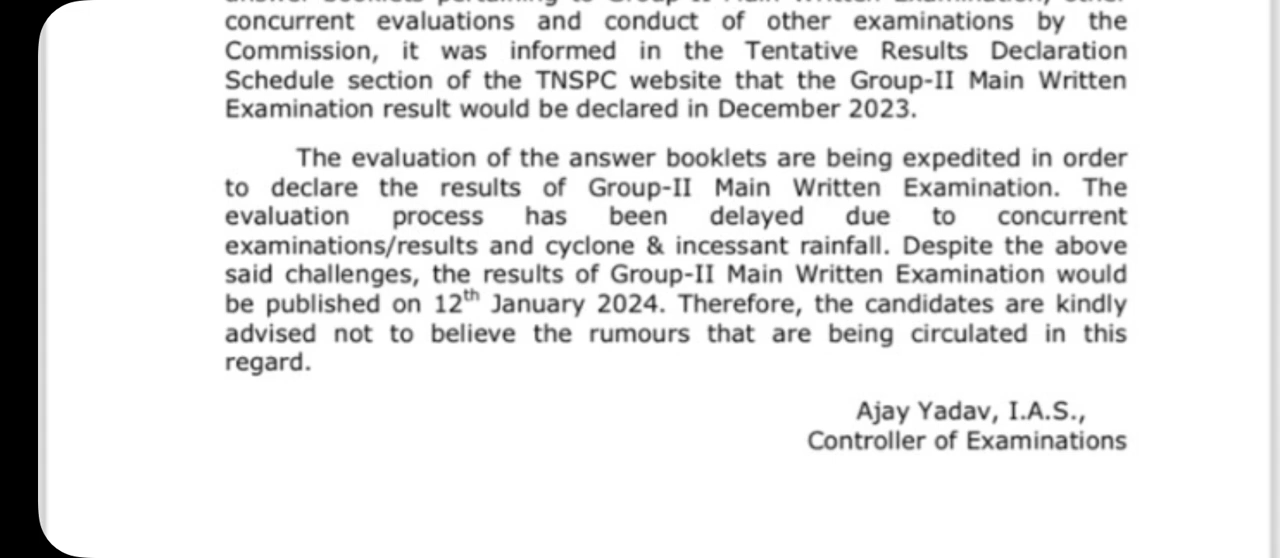 concurrent evaluations and conduct of other examinations by the
Commission, it was informed in the Tentative Results Declaration
Schedule section of the TNSPC website that the Group-II Main Written
Examination result would be declared in December 2023.
The evaluation of the answer booklets are being expedited in order
to declare the results of Group-II Main Written Examination. The
evaluation process has been delayed due to concurrent
examinations/results and cyclone & incessant rainfall. Despite the above
said challenges, the results of Group-II Main Written Examination would
be published on 12th January 2024. Therefore, the candidates are kindly
advised not to believe the rumours that are being circulated in this
regard.
Ajay Yadav, I.A.S.,
Controller of Examinations